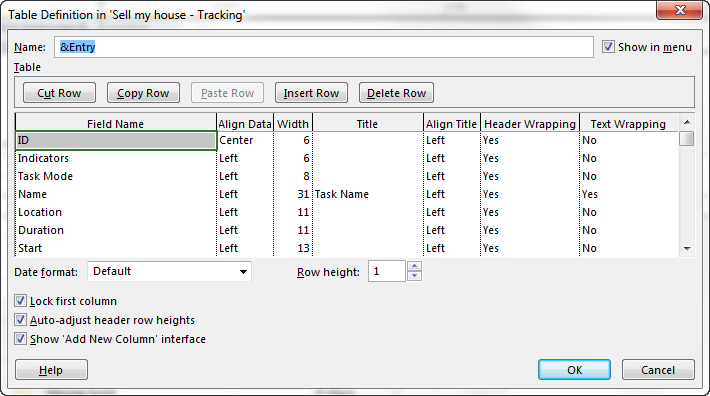 Table Definition in 'Sell my house - Tracking'
Name: &Entry Show in menu
Table
Cut Row Copy Row Paste Row Insert Row Delete Row
Field Name Align Data Width Title Align Title Header Wrapping Text Wrapping
ID Center 6 Left Yes No
Indicators Left 6 Left Yes No
Task Mode Left 8 Left Yes No
Name Left 31 Task Name Left Yes Yes
Location Left 11 Left Yes No
Duration Left 11 Left Yes No
Start Left 13 Left Yes No
Date format: Default Row height: 1
Lock first column
Auto-adjust header row heights
Show 'Add New Column' interface
Help OK Cancel